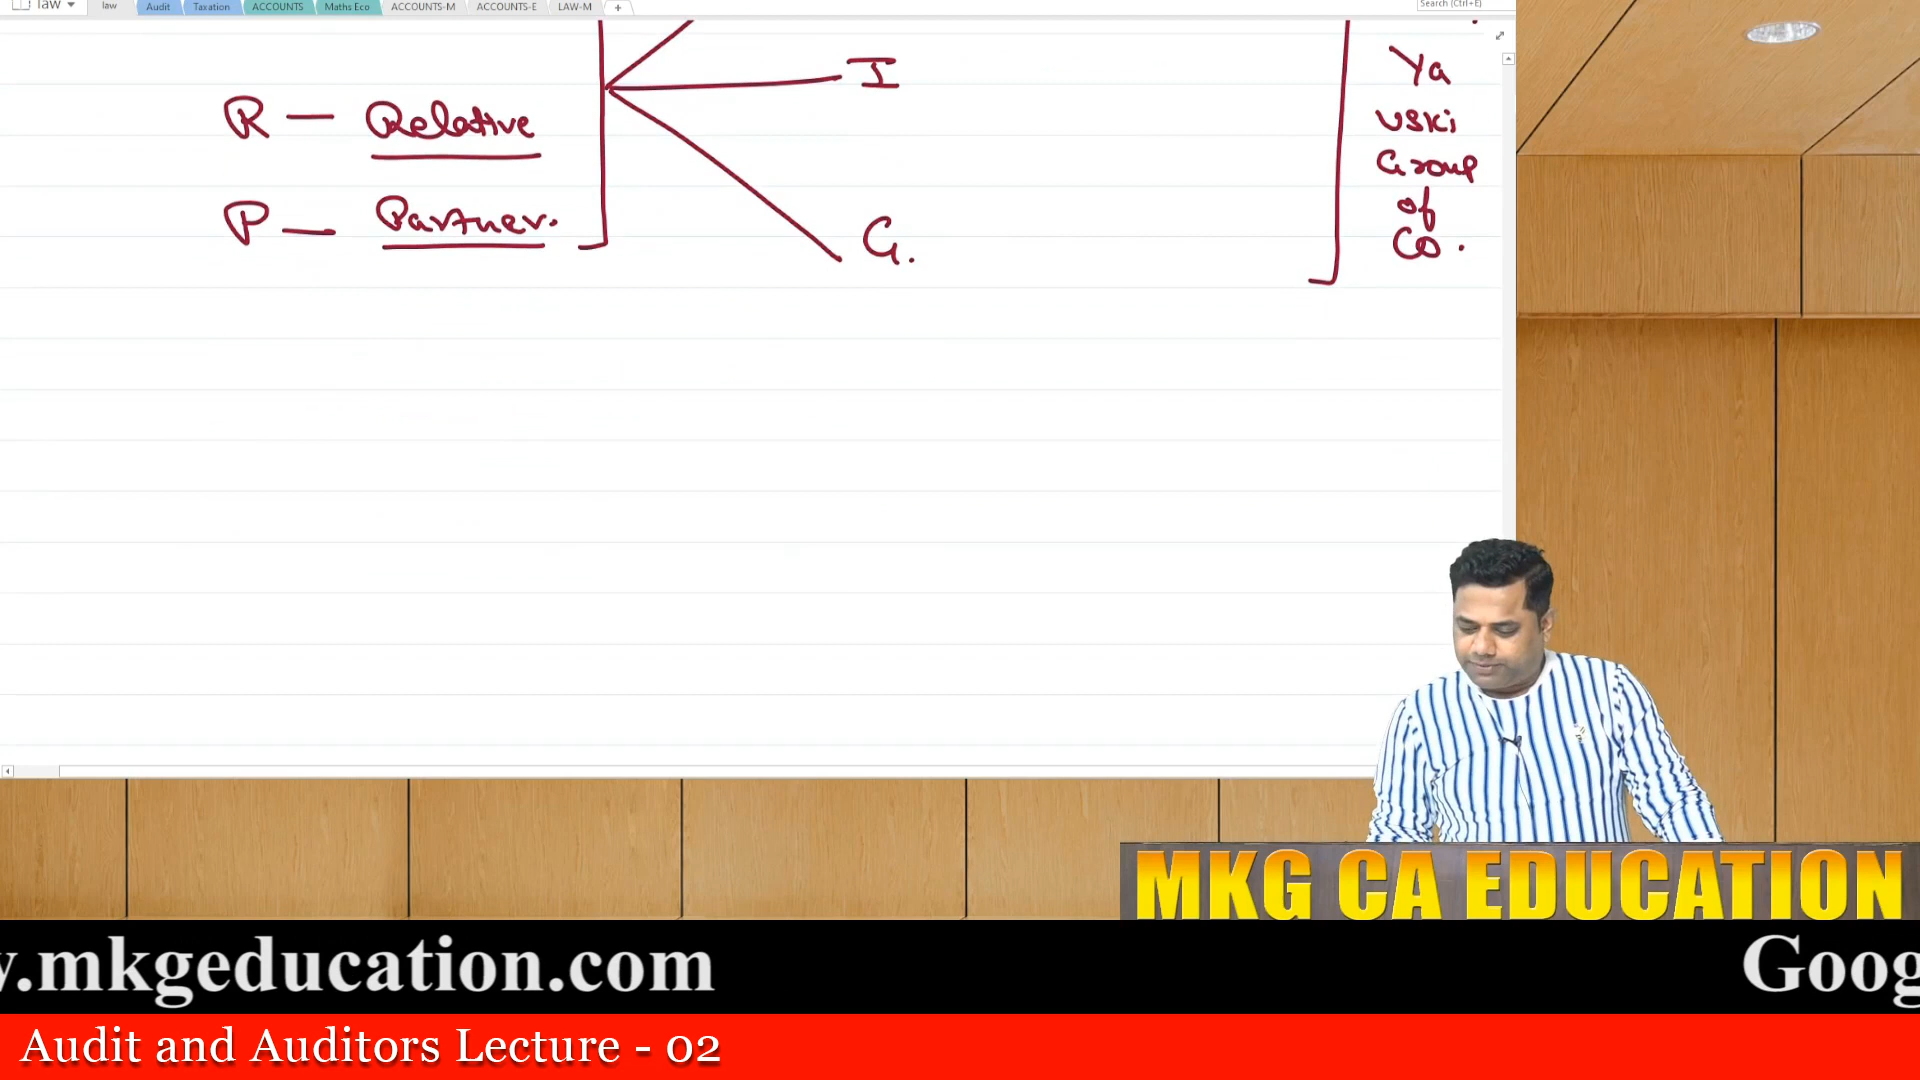 law
law
Audit
Taxation
ACCOUNTS
Maths Eco
ACCOUNTS-M
ACCOUNTS-E
LAW-M
+
Search (Ctrl+E)
R — Relative
P — Partner.
I
G.
Ya
uski
Group
of
CO.
MKG CA EDUCATION
.mkgeducation.com
Goog
Audit and Auditors Lecture - 02